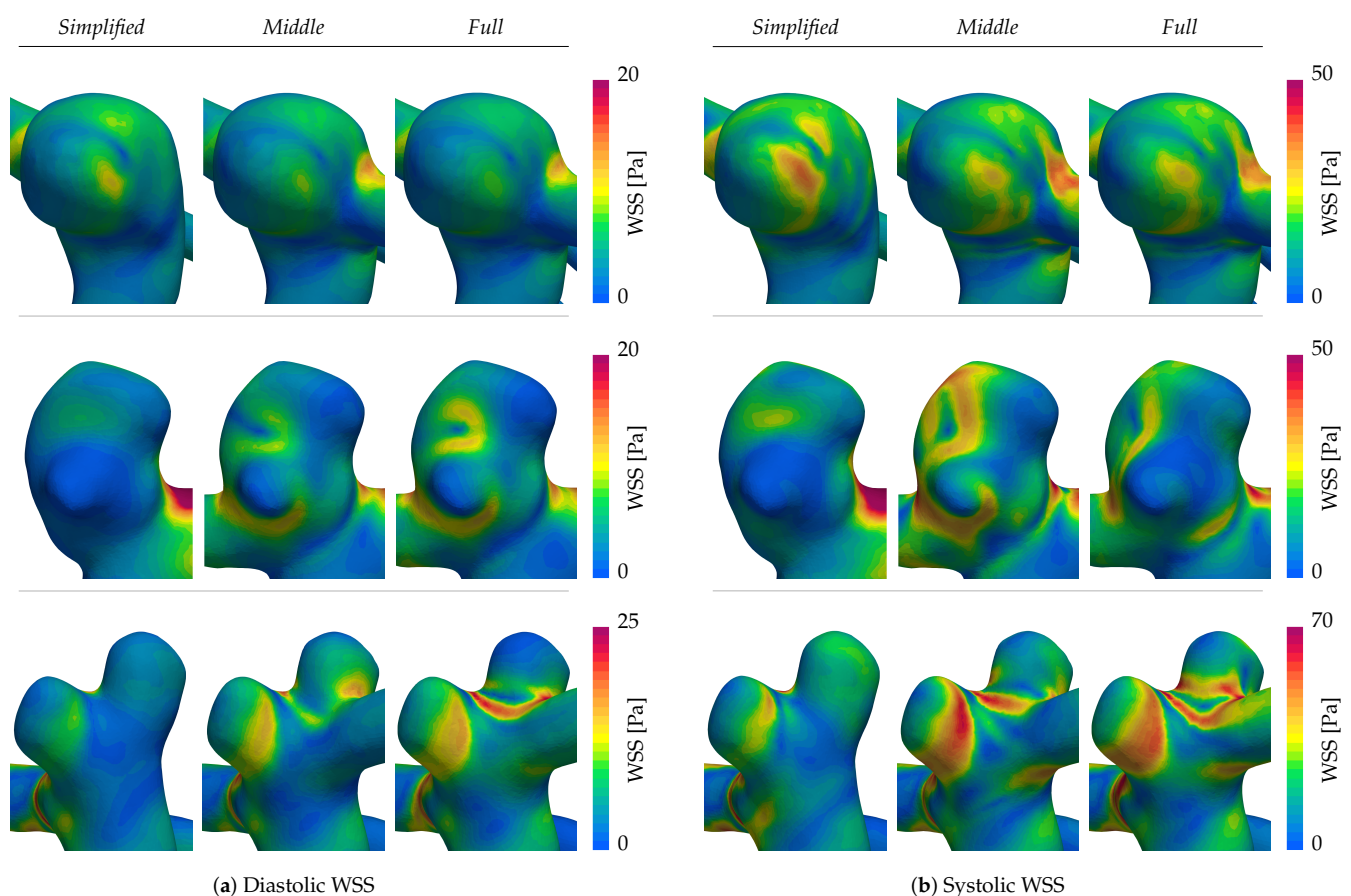 Simplified Middle Full Simplified Middle Full
20 50
WSS [Pa] WSS [Pa]
0 0
20 50
WSS [Pa] WSS [Pa]
0 0
25 70
WSS [Pa] WSS [Pa]
0 0
(a) Diastolic WSS (b) Systolic WSS